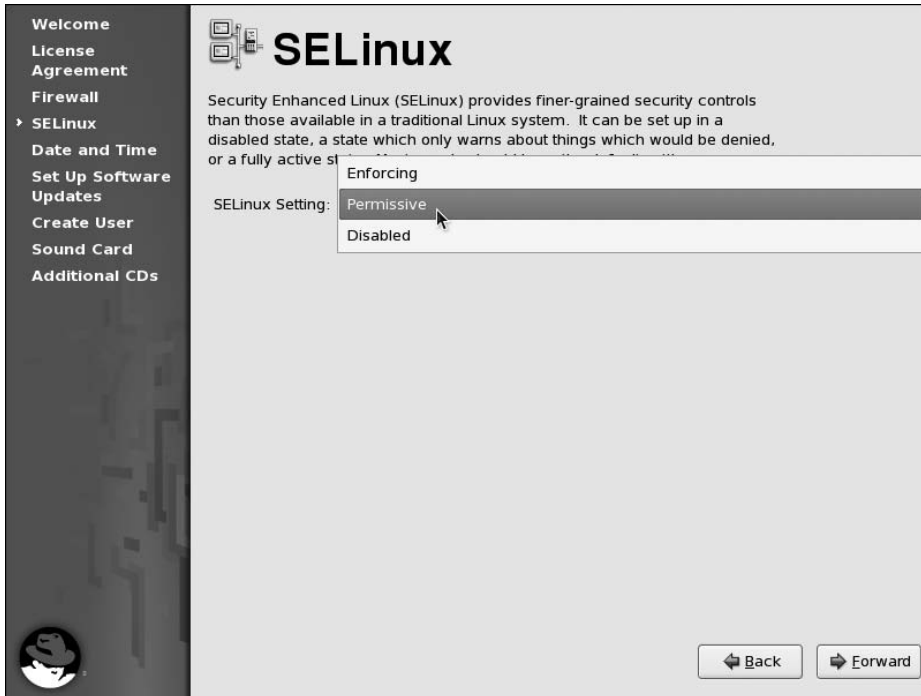 Welcome
License
Agreement
Firewall
SELinux
Date and Time
Set Up Software
Updates
Create User
Sound Card
Additional CDs
SELinux
Security Enhanced Linux (SELinux) provides finer-grained security controls
than those available in a traditional Linux system. It can be set up in a
disabled state, a state which only warns about things which would be denied,
or a fully active
SELinux Setting:
Enforcing
Permissive
Disabled
Back
Forward